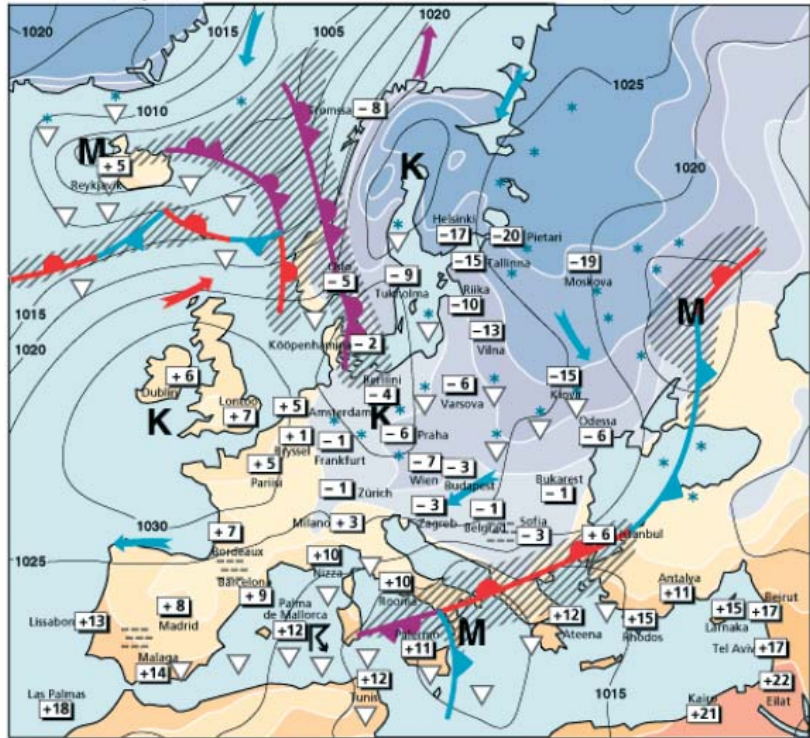 1020
1015
1005
1020
1025
1010
1020
Tromssa
– 8
M
+ 5
Reykjavik
K
Helsinki
–17
–20
Pietari
–15
Tallinna
–19
Moskova
Oslo
– 5
– 9
Tukholma
Riika
–10
M
1015
1020
Kööpenhamina
– 2
–13
Vilna
+ 6
Dublin
Berliini
– 4
– 6
Varsova
–15
Kiova
K
Lontoo
+ 7
+ 5
Amsterdam
K
– 6
Praha
Odessa
– 6
+ 1
Bryssel
– 1
Frankfurt
+ 5
Pariisi
– 7
Wien
– 3
Budapest
– 1
Zürich
Bukarest
– 1
1030
Milano
+ 3
– 3
Zagreb
– 1
Belgrad
Sofia
– 3
+ 6
Istanbul
+ 7
Bordeaux
1025
+10
Nizza
+10
Rooma
Barcelona
+ 9
Antalya
+11
Lissabon
+13
+ 8
Madrid
Palma
de Mallorca
+12
+12
Ateena
+15
Rhodos
+15
Larnaka
Beirut
+17
M
Palermo
+11
Tel Aviv
+17
Malaga
+14
+12
Tunis
1015
+22
Eilat
Las Palmas
+18
Kairo
+21